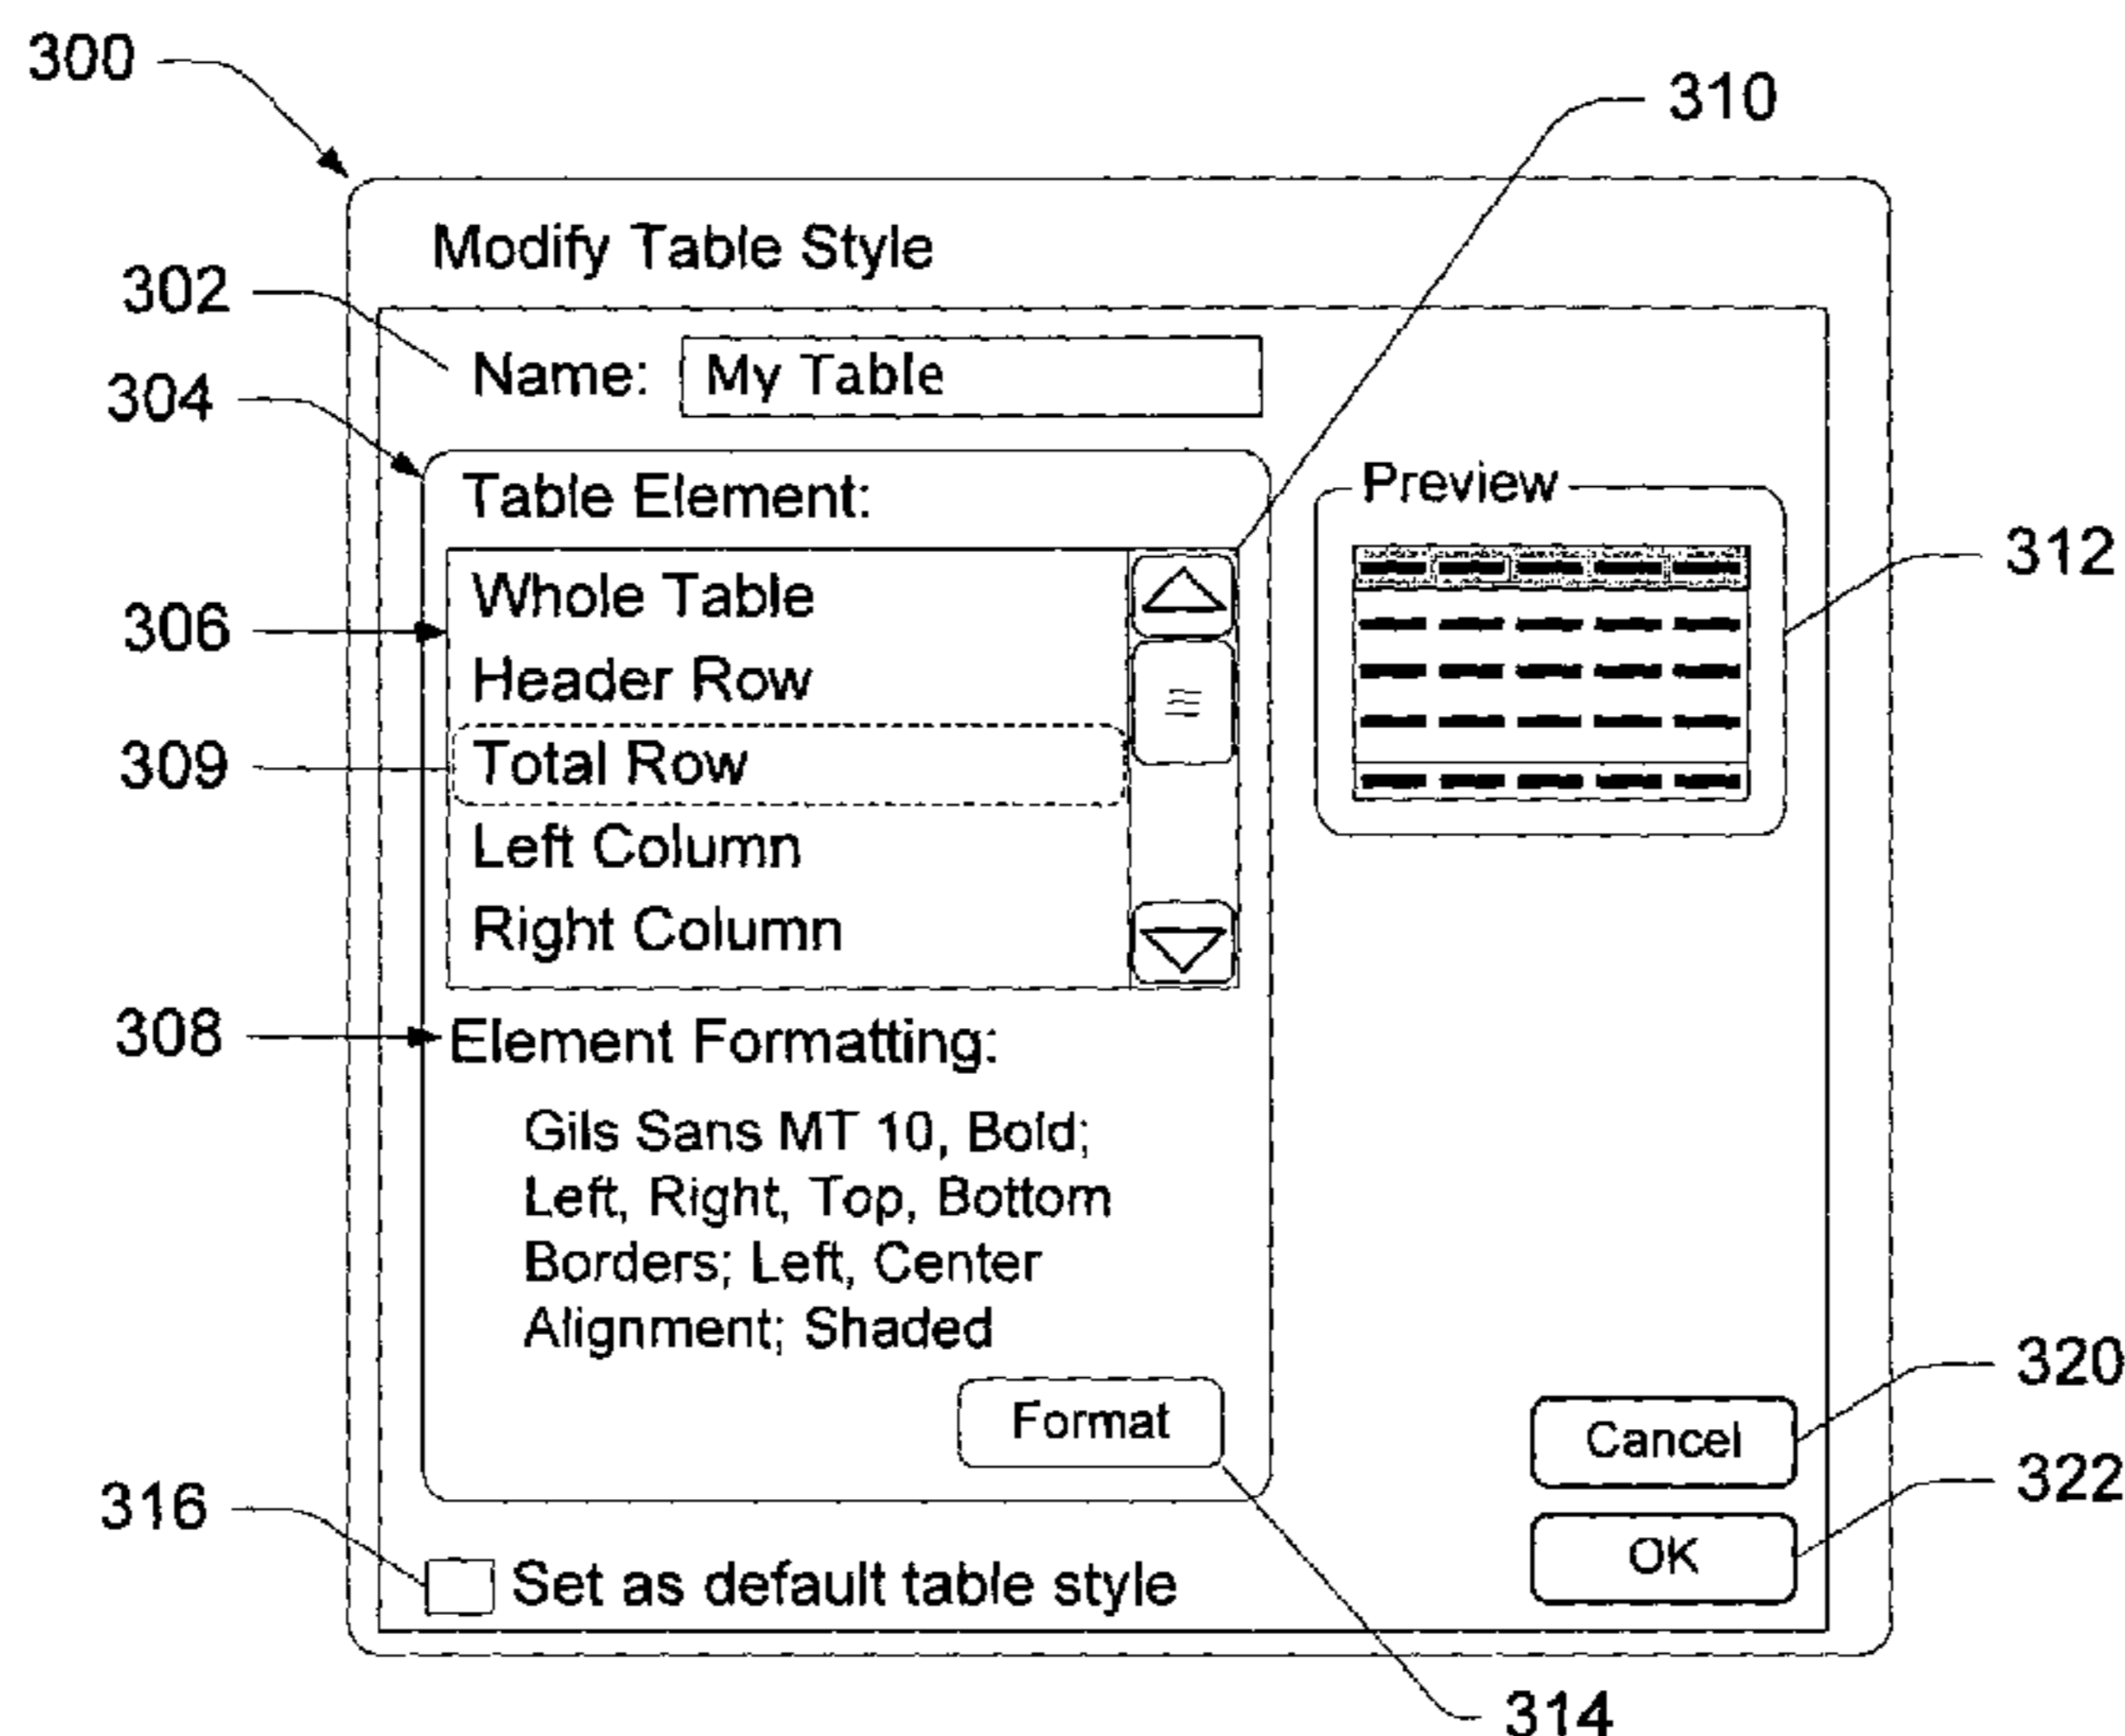 300
310
Modify Table Style
302
Name: My Table
304
Table Element:
Preview
312
Whole Table
306
Header Row
309
Total Row
Left Column
Right Column
308
Element Formatting:
Gils Sans MT 10, Bold;
Left, Right, Top, Bottom
Borders; Left, Center
Alignment; Shaded
320
Format
Cancel
322
316
OK
Set as default table style
314